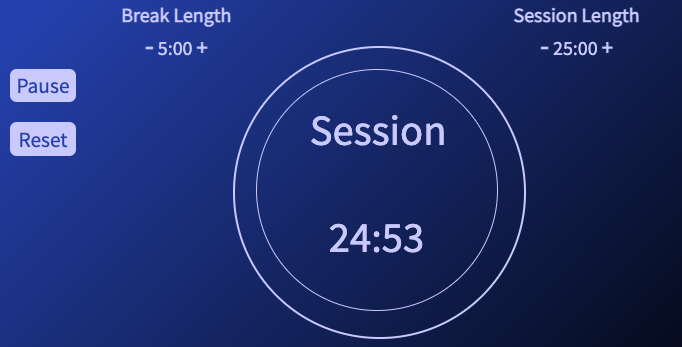 Break Length
- 5:00 +
Session Length
- 25:00 +
Pause
Reset
Session
24:53